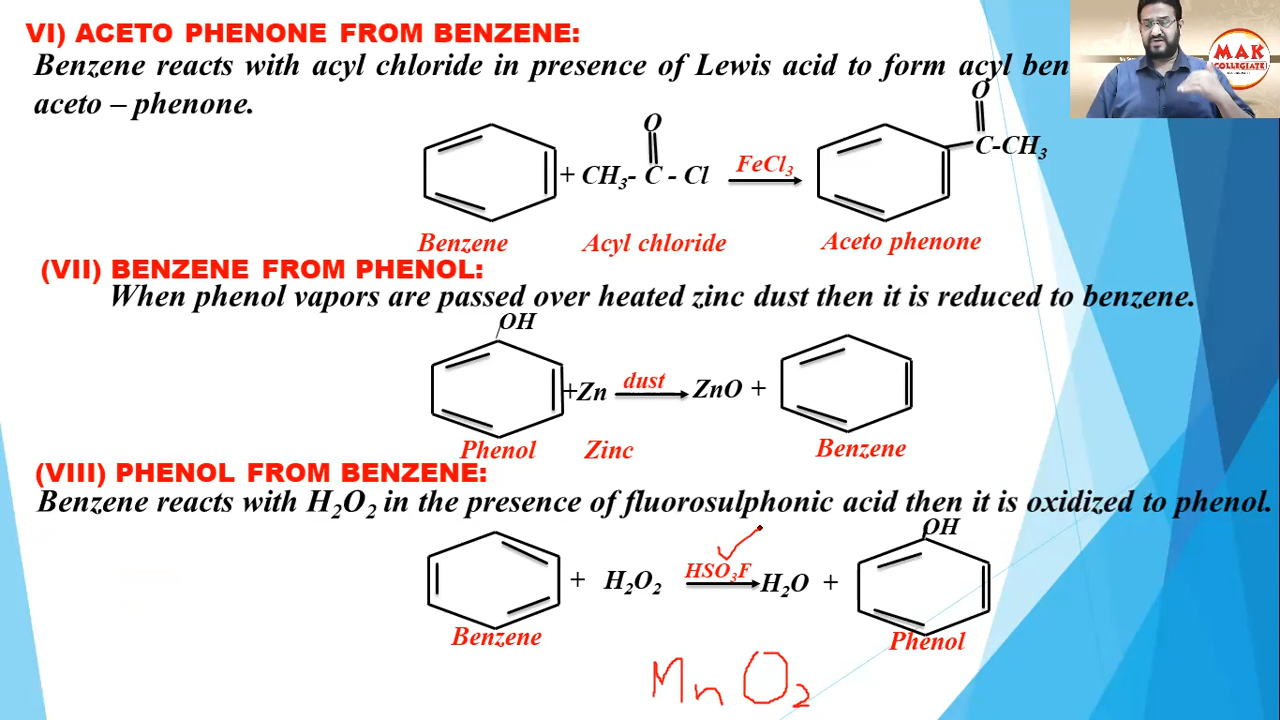 VI) ACETO PHENONE FROM BENZENE:
Benzene reacts with acyl chloride in presence of Lewis acid to form acyl ben
aceto – phenone.
O
O
CH₃- C - Cl
+
FeCl₃
C-CH₃
Benzene
Acyl chloride
Aceto phenone
(VII) BENZENE FROM PHENOL:
When phenol vapors are passed over heated zinc dust then it is reduced to benzene.
OH
+Zn dust ZnO +
Phenol
Zinc
Benzene
(VIII) PHENOL FROM BENZENE:
Benzene reacts with H₂O₂ in the presence of fluorosulphonic acid then it is oxidized to phenol.
OH
+ H₂O₂ HSO₃F H₂O +
Benzene
Phenol
MnO₂
MAK
COLLEGIATE